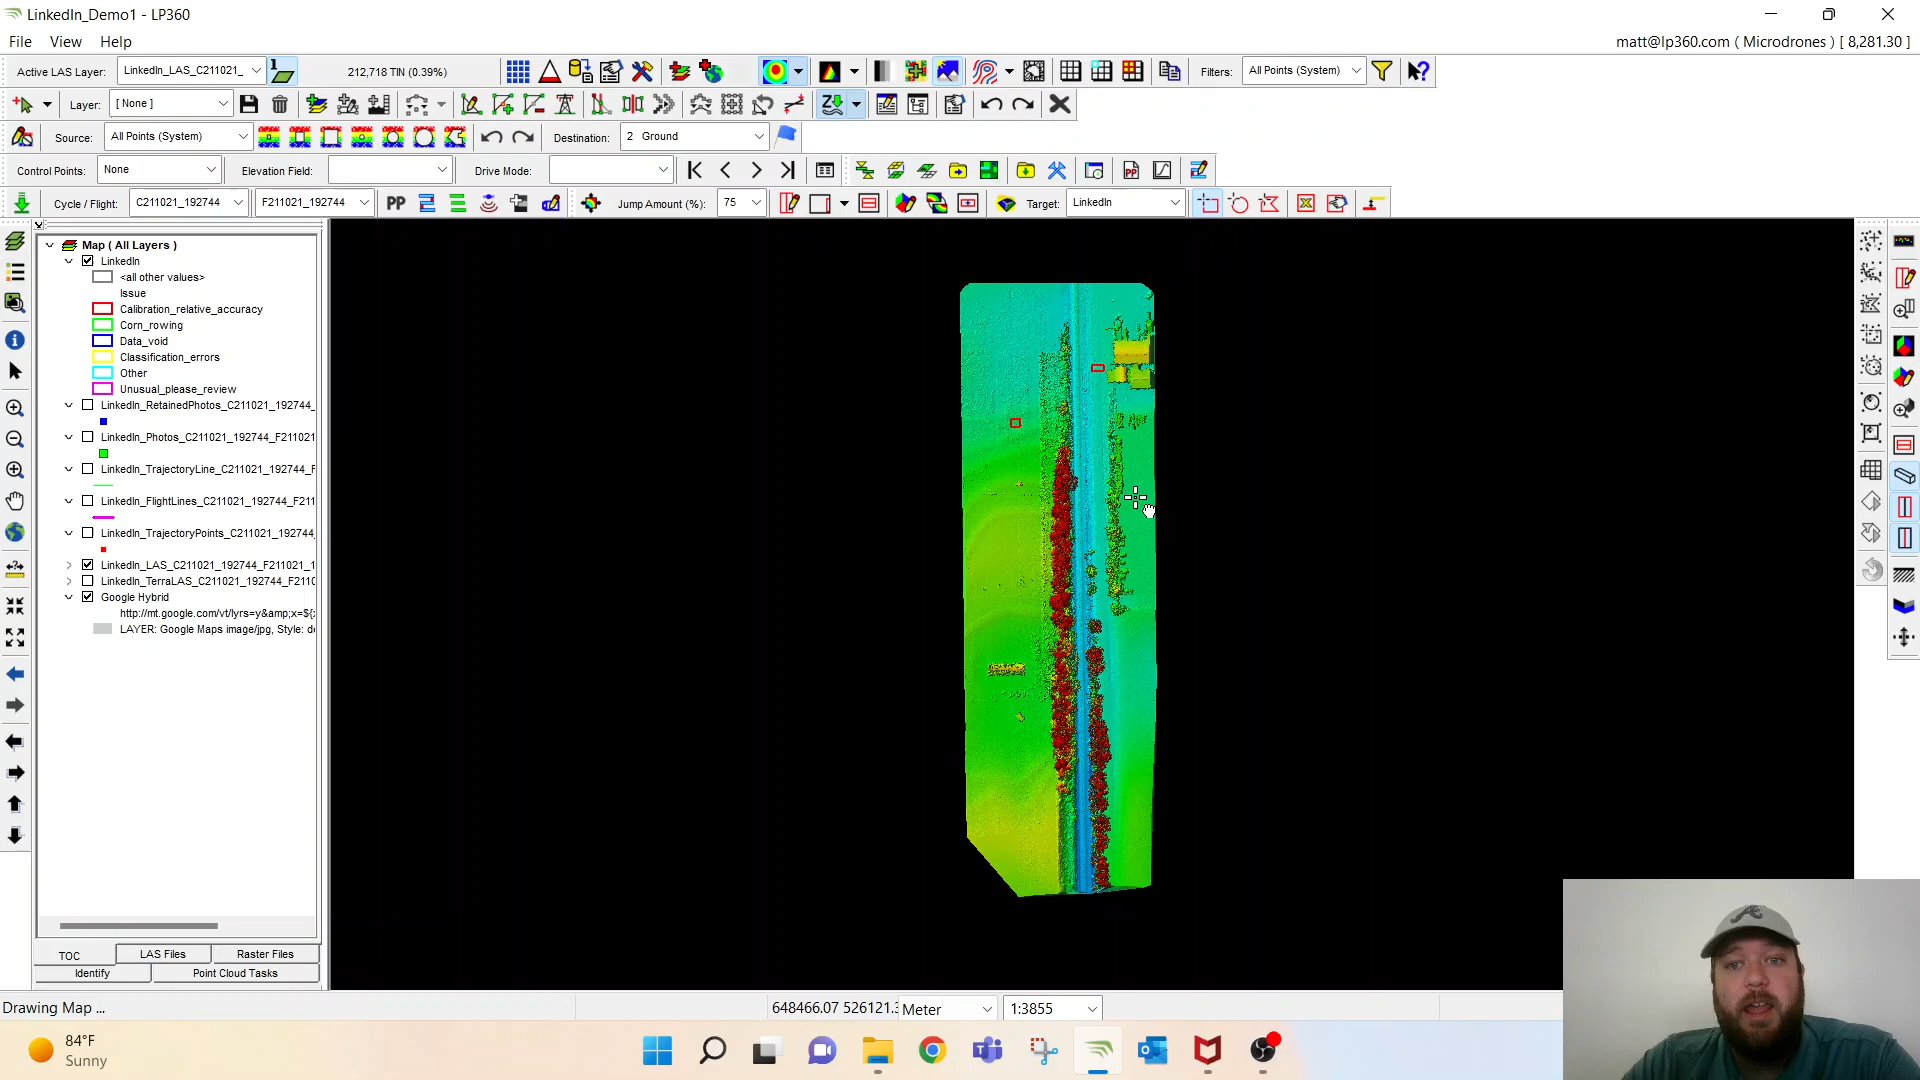 LinkedIn_Demo1 - LP360
File View Help
matt@lp360.com ( Microdrones ) [ 8,281.30 ]
Active LAS Layer: LinkedIn_LAS_C211021_ 212,718 TIN (0.39%) Filters: All Points (System)
Layer: [ None ]
Source: All Points (System) Destination: 2 Ground
Control Points: None Elevation Field: Drive Mode:
Cycle / Flight: C211021_192744 F211021_192744 PP Jump Amount (%): 75 Target: LinkedIn
Map ( All Layers )
LinkedIn
<all other values>
Issue
Calibration_relative_accuracy
Corn_rowing
Data_void
Classification_errors
Other
Unusual_please_review
LinkedIn_RetainedPhotos_C211021_192744_
LinkedIn_Photos_C211021_192744_F211021
LinkedIn_TrajectoryLine_C211021_192744_F
LinkedIn_FlightLines_C211021_192744_F211
LinkedIn_TrajectoryPoints_C211021_192744_
LinkedIn_LAS_C211021_192744_F211021_1
LinkedIn_TerraLAS_C211021_192744_F2110
Google Hybrid
http://mt.google.com/vt/lyrs=y&amp;x=${
LAYER: Google Maps image/jpg, Style: de
TOC LAS Files Raster Files
Identify Point Cloud Tasks
Drawing Map ... 648466.07 526121.3 Meter 1:3855
84°F
Sunny